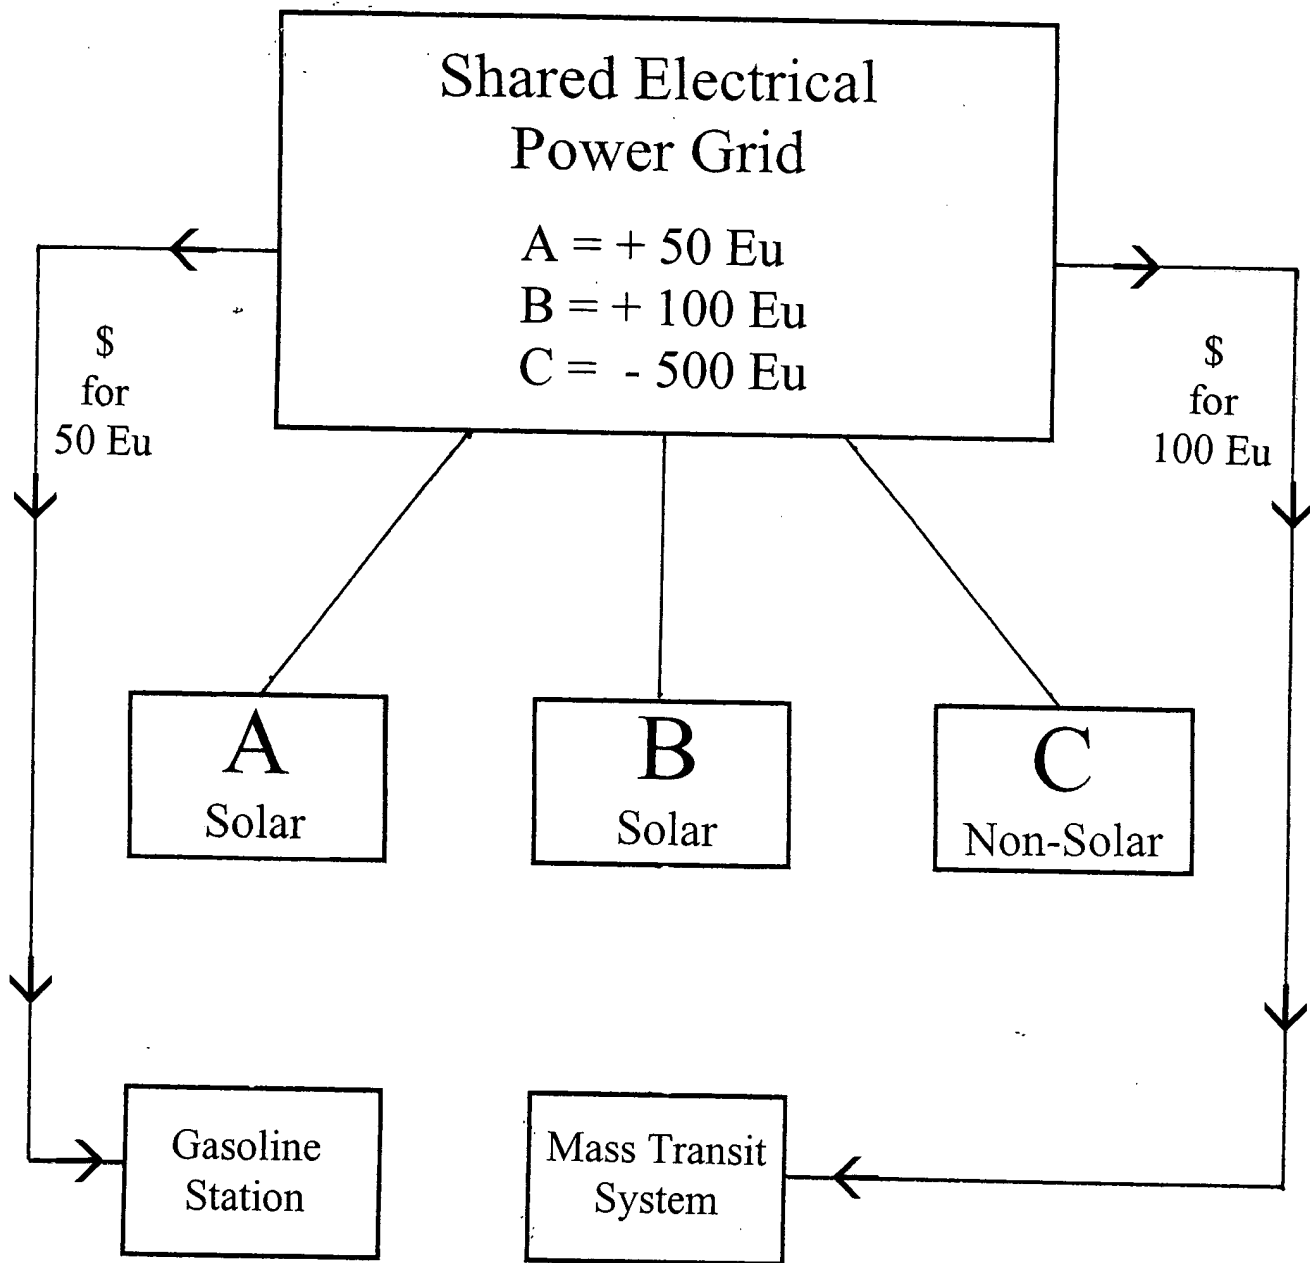 Shared Electrical
Power Grid
A = + 50 Eu
B = + 100 Eu
C = - 500 Eu
$
for
50 Eu
$
for
100 Eu
A
Solar
B
Solar
C
Non-Solar
Gasoline
Station
Mass Transit
System